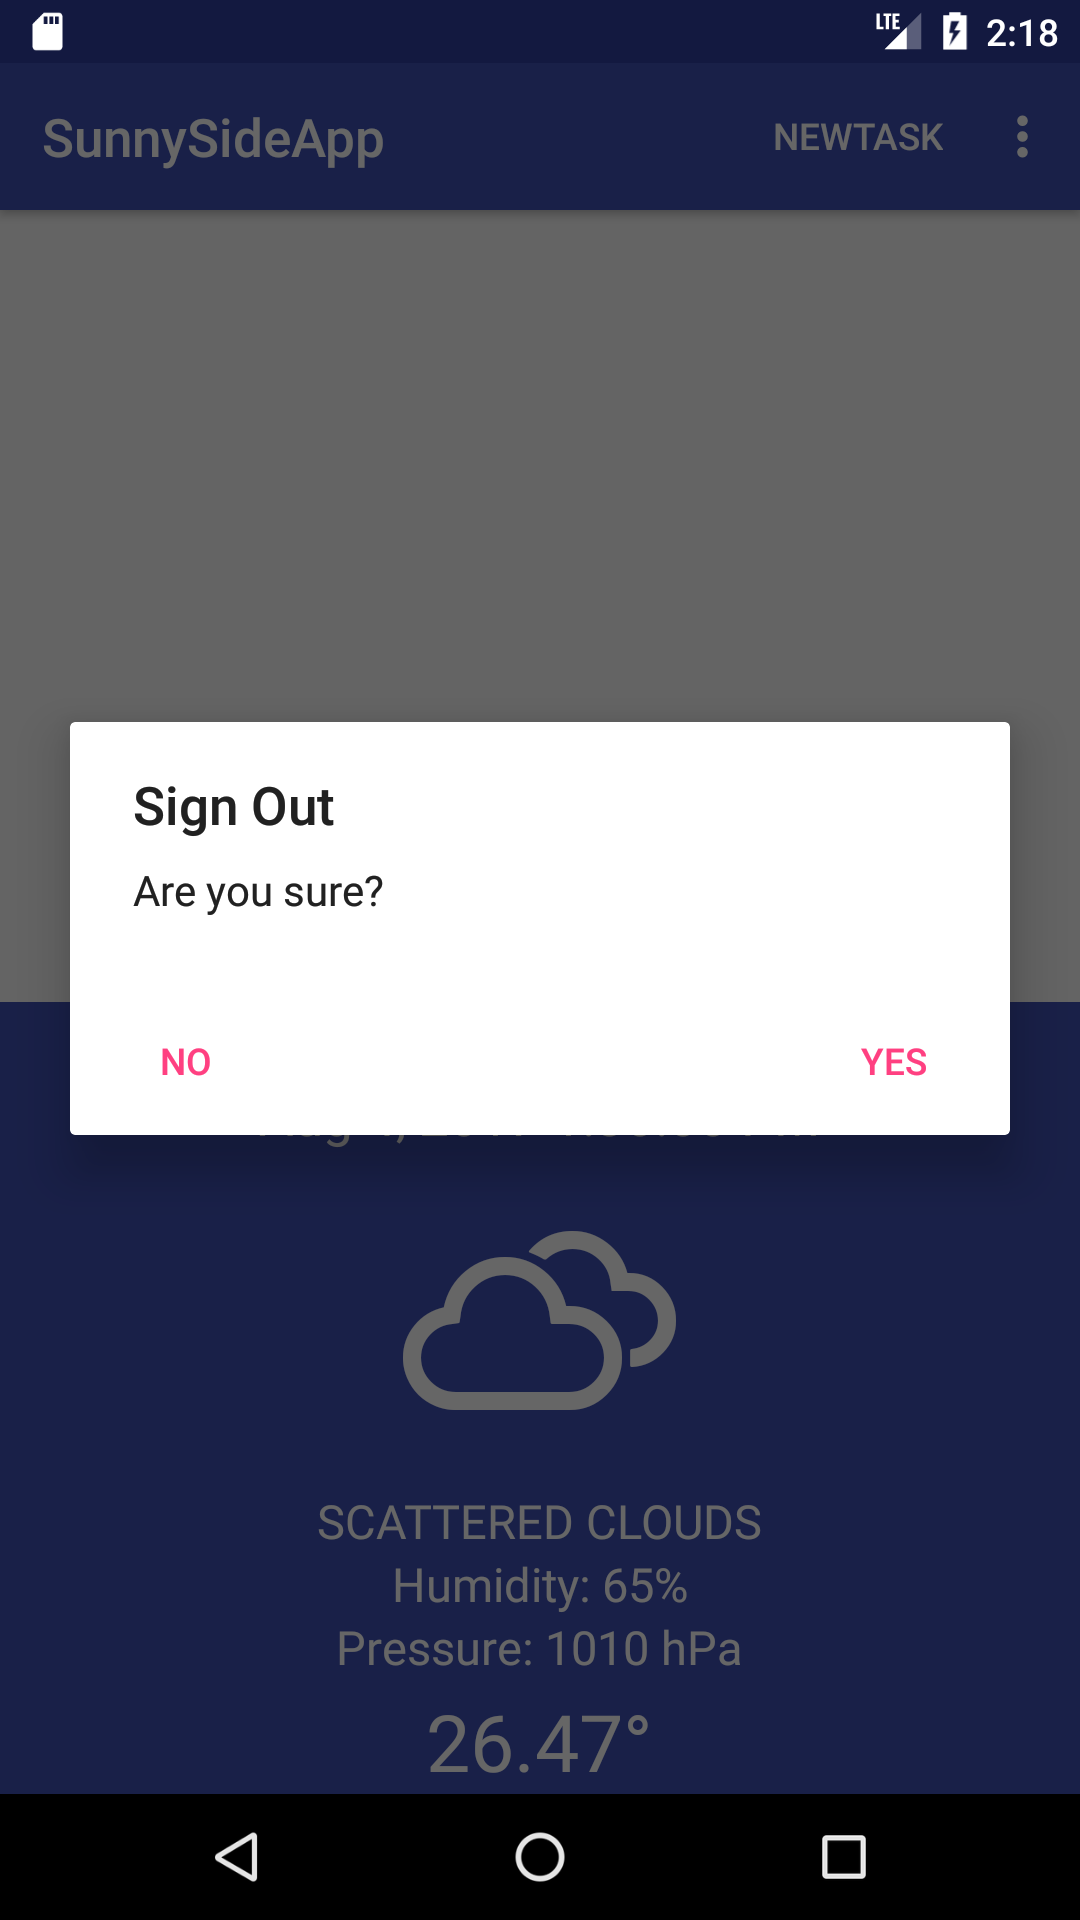 LTE 2:18
SunnySideApp NEWTASK
Sign Out
Are you sure?
NO YES
SCATTERED CLOUDS
Humidity: 65%
Pressure: 1010 hPa
26.47°